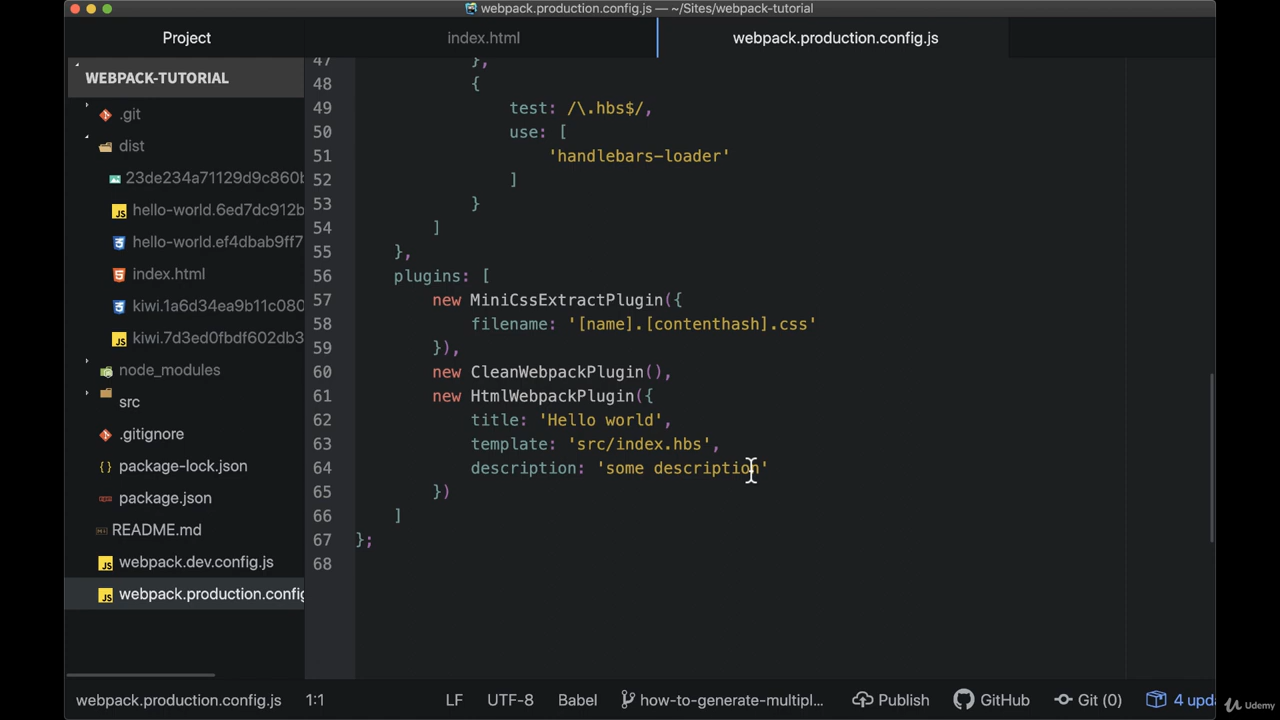 webpack.production.config.js — ~/Sites/webpack-tutorial
Project
index.html
webpack.production.config.js
WEBPACK-TUTORIAL
.git
dist
23de234a71129d9c860b
hello-world.6ed7dc912b
hello-world.ef4dbab9ff7
index.html
kiwi.1a6d34ea9b11c080
kiwi.7d3ed0fbdf602db3
node_modules
src
.gitignore
package-lock.json
package.json
README.md
webpack.dev.config.js
webpack.production.config
47 },
48 {
49 test: /\.hbs$/,
50 use: [
51 'handlebars-loader'
52 ]
53 }
54 ]
55 },
56 plugins: [
57 new MiniCssExtractPlugin({
58 filename: '[name].[contenthash].css'
59 }),
60 new CleanWebpackPlugin(),
61 new HtmlWebpackPlugin({
62 title: 'Hello world',
63 template: 'src/index.hbs',
64 description: 'some description'
65 })
66 ]
67 };
68
webpack.production.config.js 1:1 LF UTF-8 Babel how-to-generate-multipl... Publish GitHub Git (0) 4 upda
Udemy